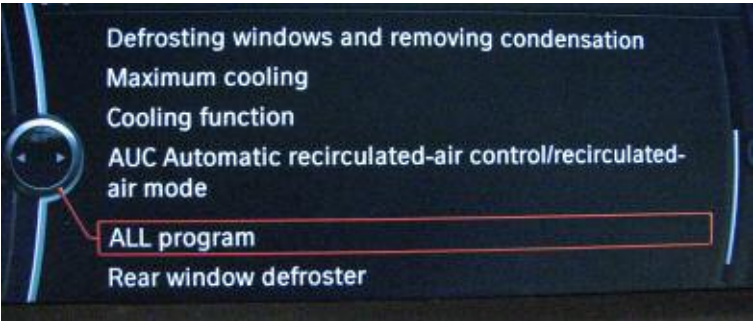 Defrosting windows and removing condensation
Maximum cooling
Cooling function
AUC Automatic recirculated-air control/recirculated-
air mode
ALL program
Rear window defroster